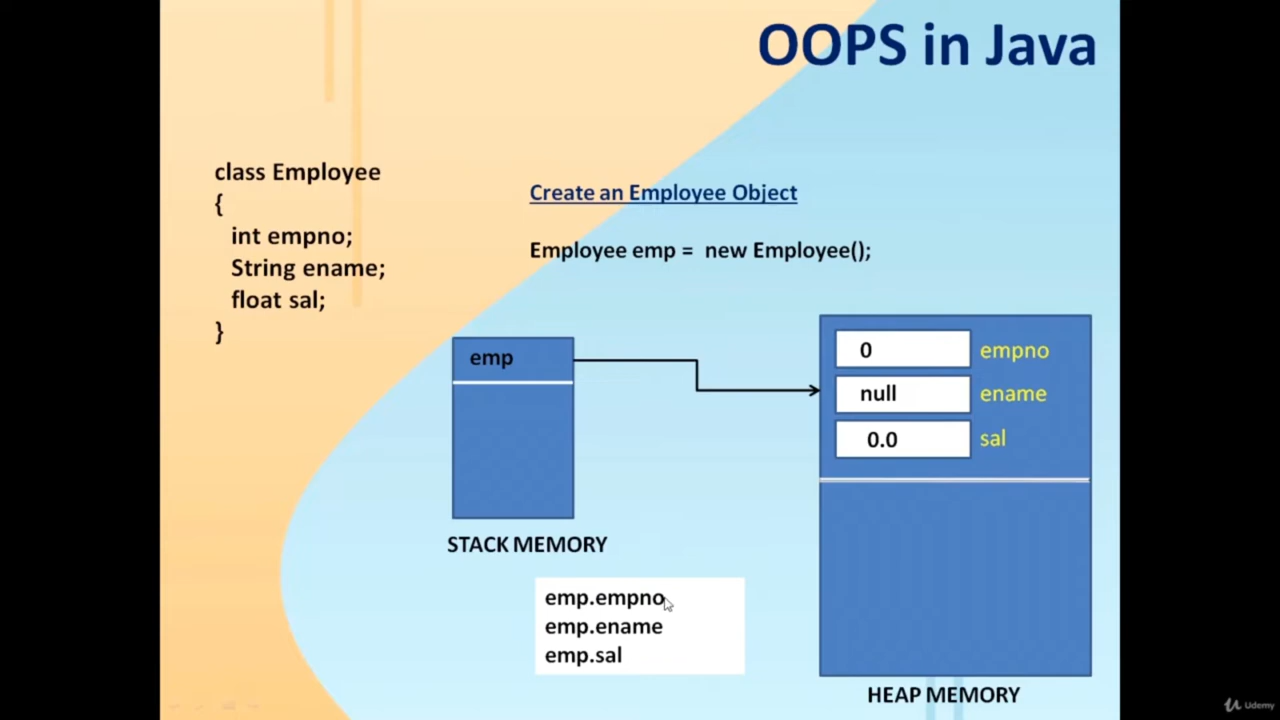 OOPS in Java
class Employee
{
int empno;
String ename;
float sal;
}
Create an Employee Object
Employee emp = new Employee();
emp
STACK MEMORY
0 empno
null ename
0.0 sal
HEAP MEMORY
emp.empno
emp.ename
emp.sal
Udemy